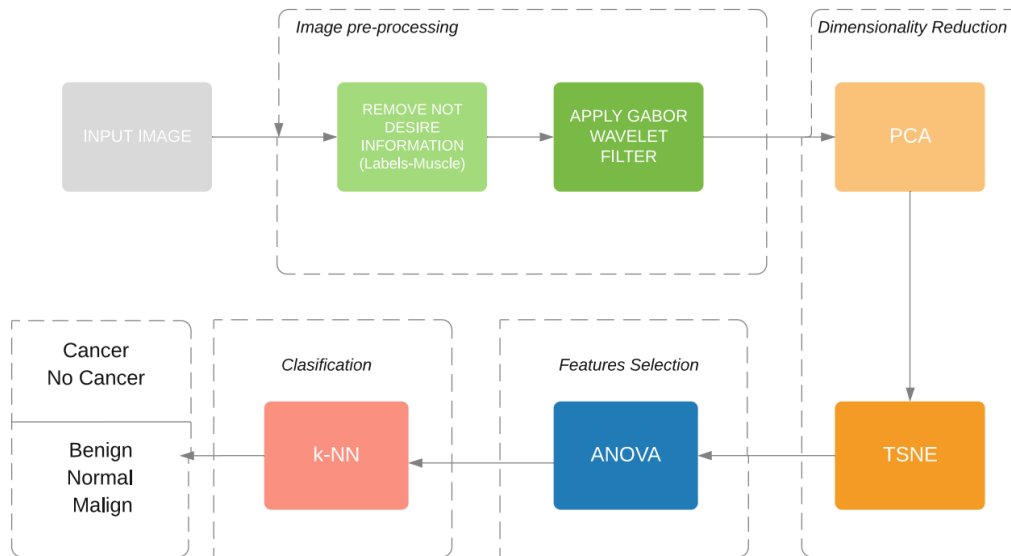 Image pre-processing
Dimensionality Reduction
INPUT IMAGE
REMOVE NOT
DESIRE
INFORMATION
(Labels-Muscle)
APPLY GABOR
WAVELET
FILTER
PCA
Cancer
No Cancer
Benign
Normal
Malign
Clasification
k-NN
Features Selection
ANOVA
TSNE